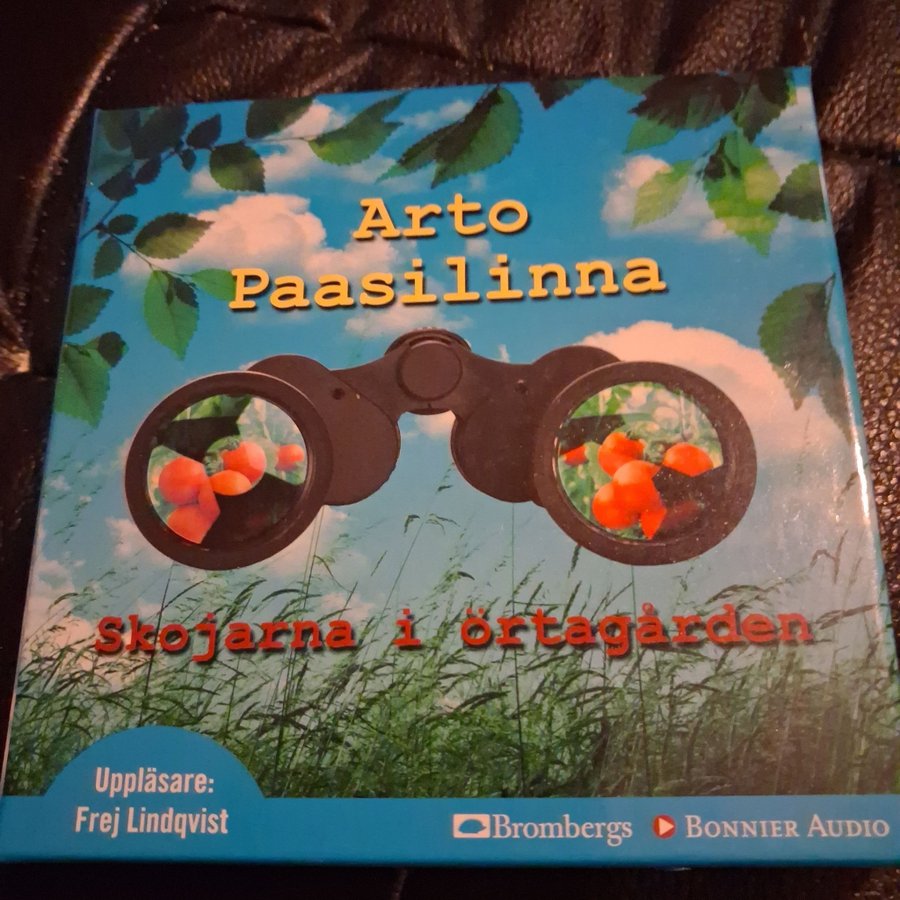 Arto
Paasilinna
Skojarna i örtagården
Uppläsare:
Frej Lindqvist
Brombergs
BONNIER AUDIO